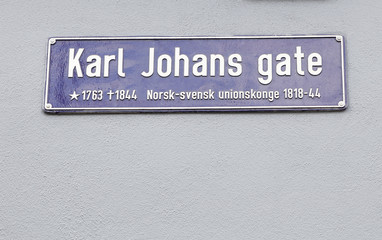 Karl Johans gate
★1763 †1844 Norsk-svensk unionskonge 1818-44